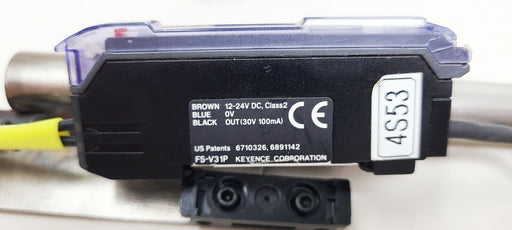 BROWN 12-24V DC, Class2
BLUE 0V
BLACK OUT(30V 100mA)
CE
US Patents 6710326, 6891142
FS-V31P KEYENCE CORPORATION
4S53